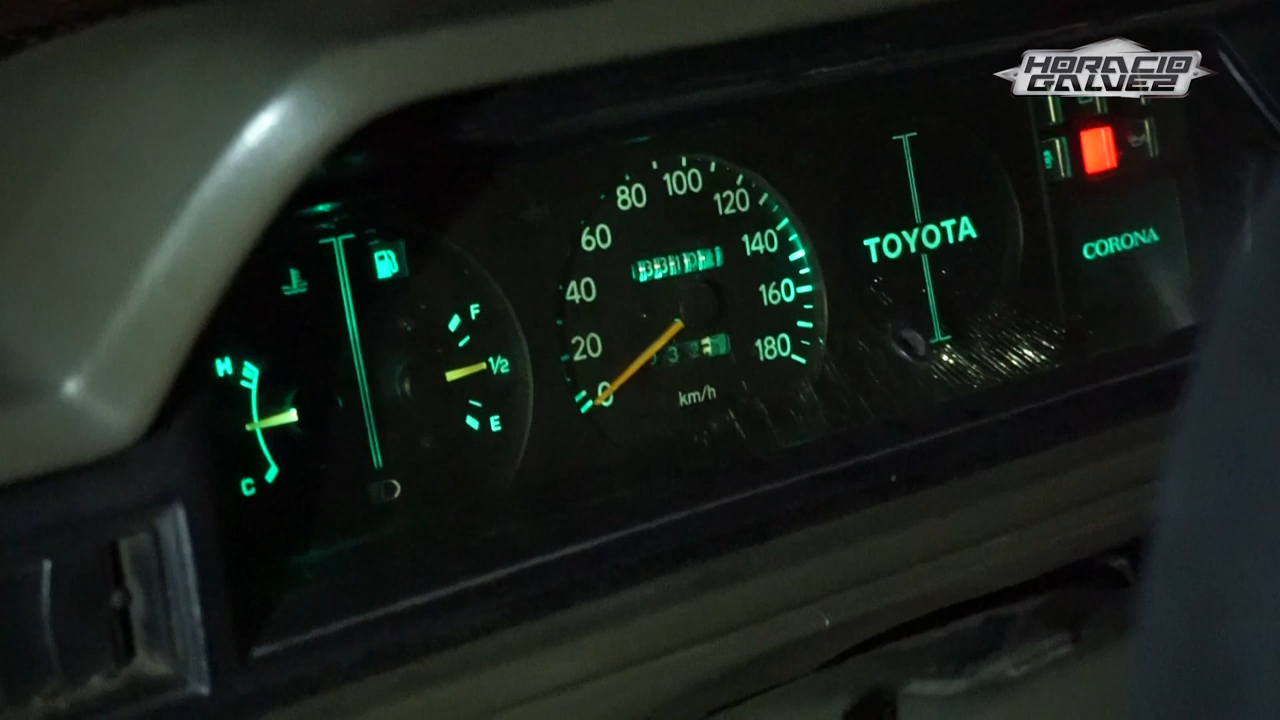 HORACIO
GALVEZ
H
C
F
1/2
E
0
20
40
60
80
100
120
140
160
180
km/h
TOYOTA
CORONA